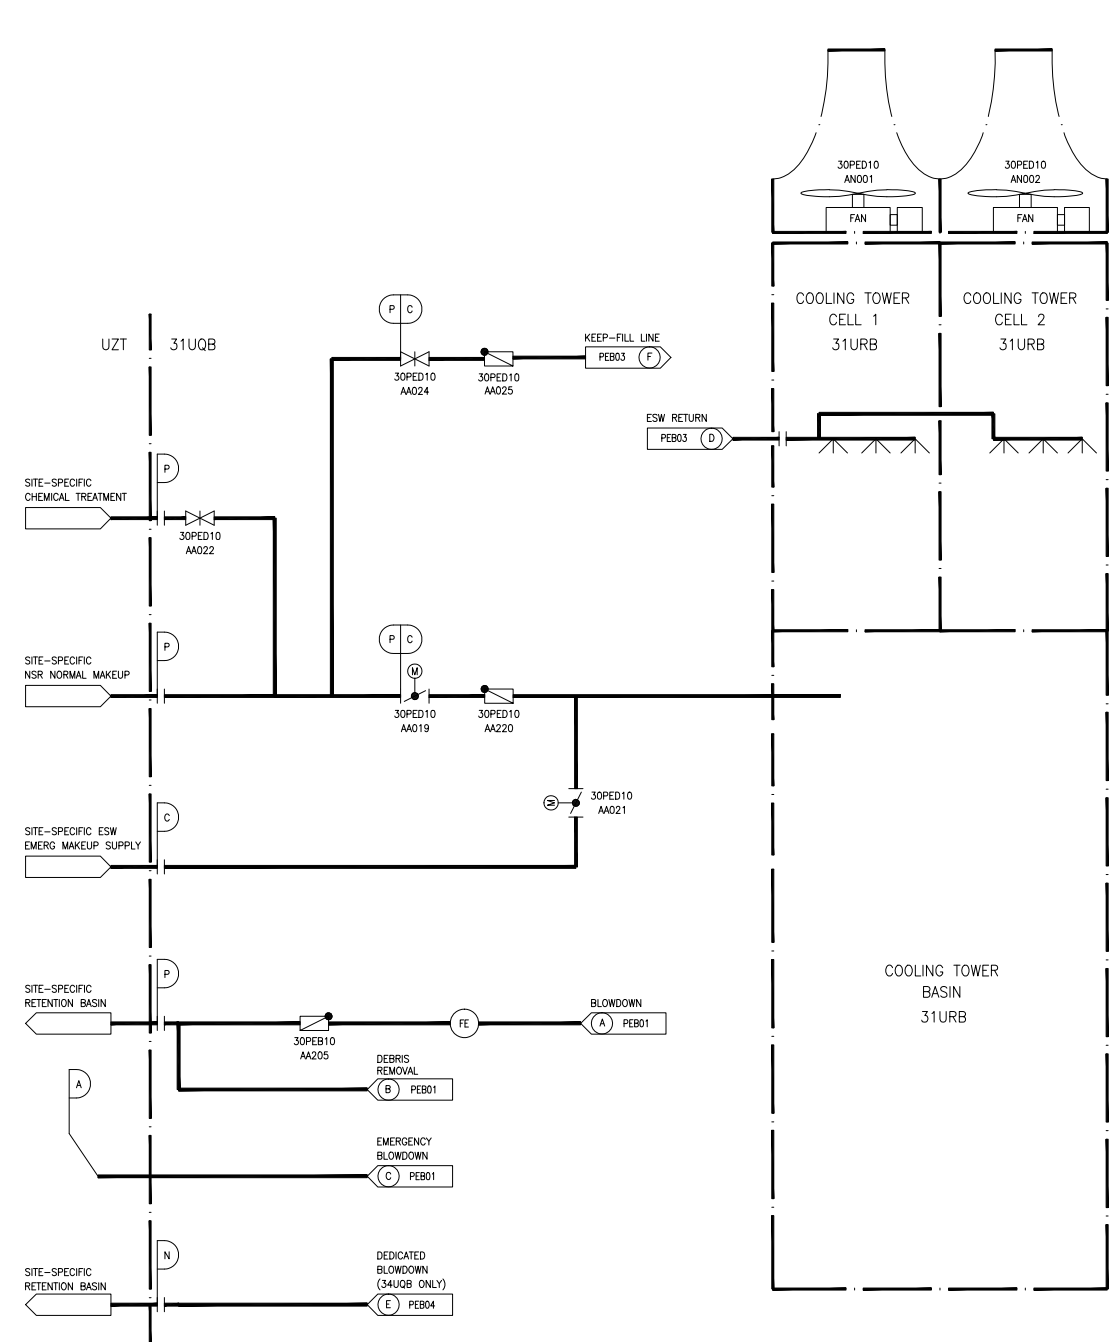 30PED10
AN001
30PED10
AN002
FAN
FAN
COOLING TOWER
CELL 1
31URB
COOLING TOWER
CELL 2
31URB
UZT
31UQB
P C
30PED10
AA024
30PED10
AA025
KEEP-FILL LINE
PEB03 F
ESW RETURN
PEB03 D
P
SITE-SPECIFIC
CHEMICAL TREATMENT
30PED10
AA022
P
SITE-SPECIFIC
NSR NORMAL MAKEUP
P C
M
30PED10
AA019
30PED10
AA220
M
30PED10
AA021
C
SITE-SPECIFIC ESW
EMERG MAKEUP SUPPLY
P
SITE-SPECIFIC
RETENTION BASIN
30PEB10
AA205
FE
BLOWDOWN
A PEB01
COOLING TOWER
BASIN
31URB
DEBRIS
REMOVAL
B PEB01
A
EMERGENCY
BLOWDOWN
C PEB01
N
SITE-SPECIFIC
RETENTION BASIN
DEDICATED
BLOWDOWN
(34UQB ONLY)
E PEB04